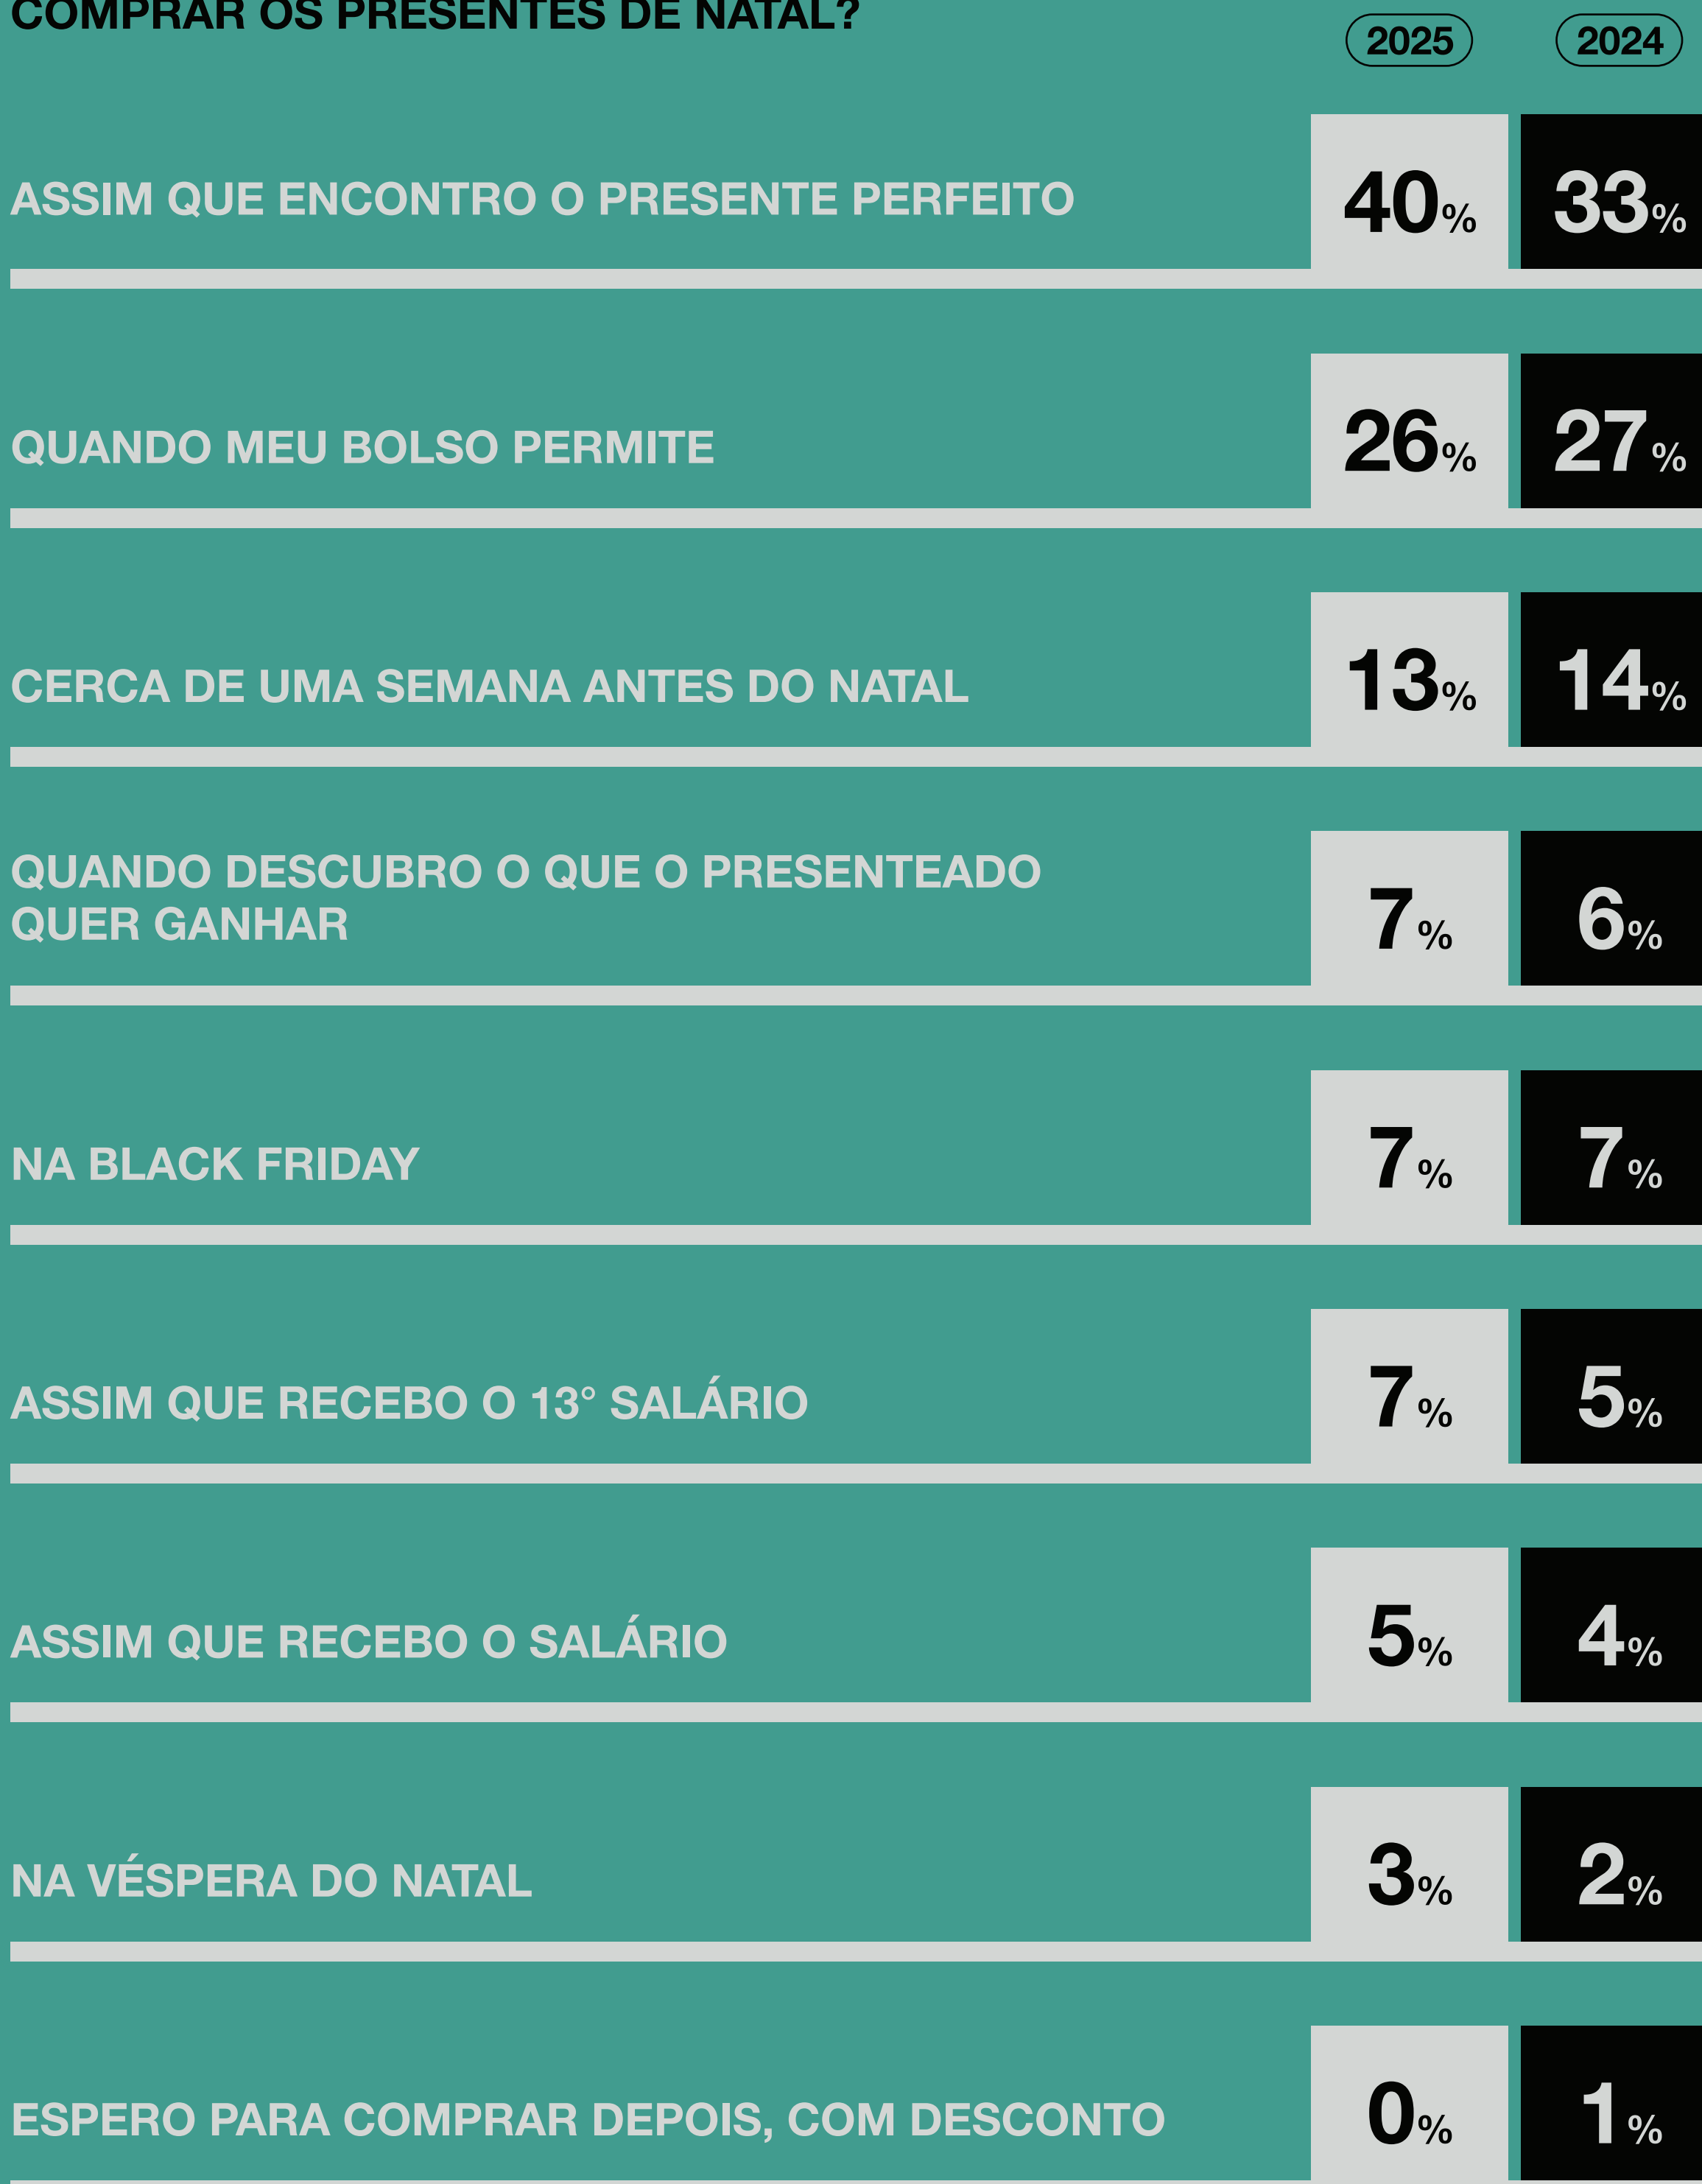 COMPRAR OS PRESENTES DE NATAL?
2025 2024
ASSIM QUE ENCONTRO O PRESENTE PERFEITO 40% 33%
QUANDO MEU BOLSO PERMITE 26% 27%
CERCA DE UMA SEMANA ANTES DO NATAL 13% 14%
QUANDO DESCUBRO O QUE O PRESENTEADO
QUER GANHAR 7% 6%
NA BLACK FRIDAY 7% 7%
ASSIM QUE RECEBO O 13° SALÁRIO 7% 5%
ASSIM QUE RECEBO O SALÁRIO 5% 4%
NA VÉSPERA DO NATAL 3% 2%
ESPERO PARA COMPRAR DEPOIS, COM DESCONTO 0% 1%